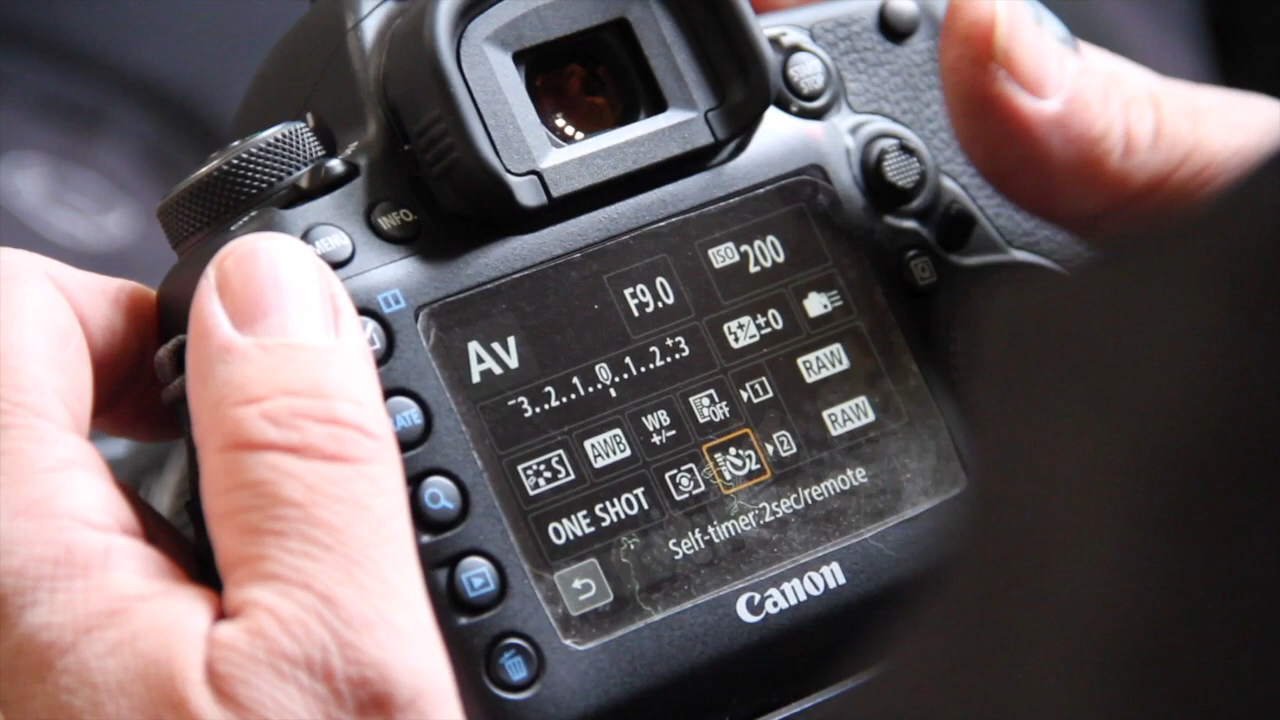 START/
STOP
INFO.
MENU
RATE
ISO 200
F9.0
Av
±0
-3..2..1..0..1..2.+3
RAW
1
OFF
WB
+/-
AWB
S
RAW
2
2
ONE SHOT
Self-timer:2sec/remote
Canon